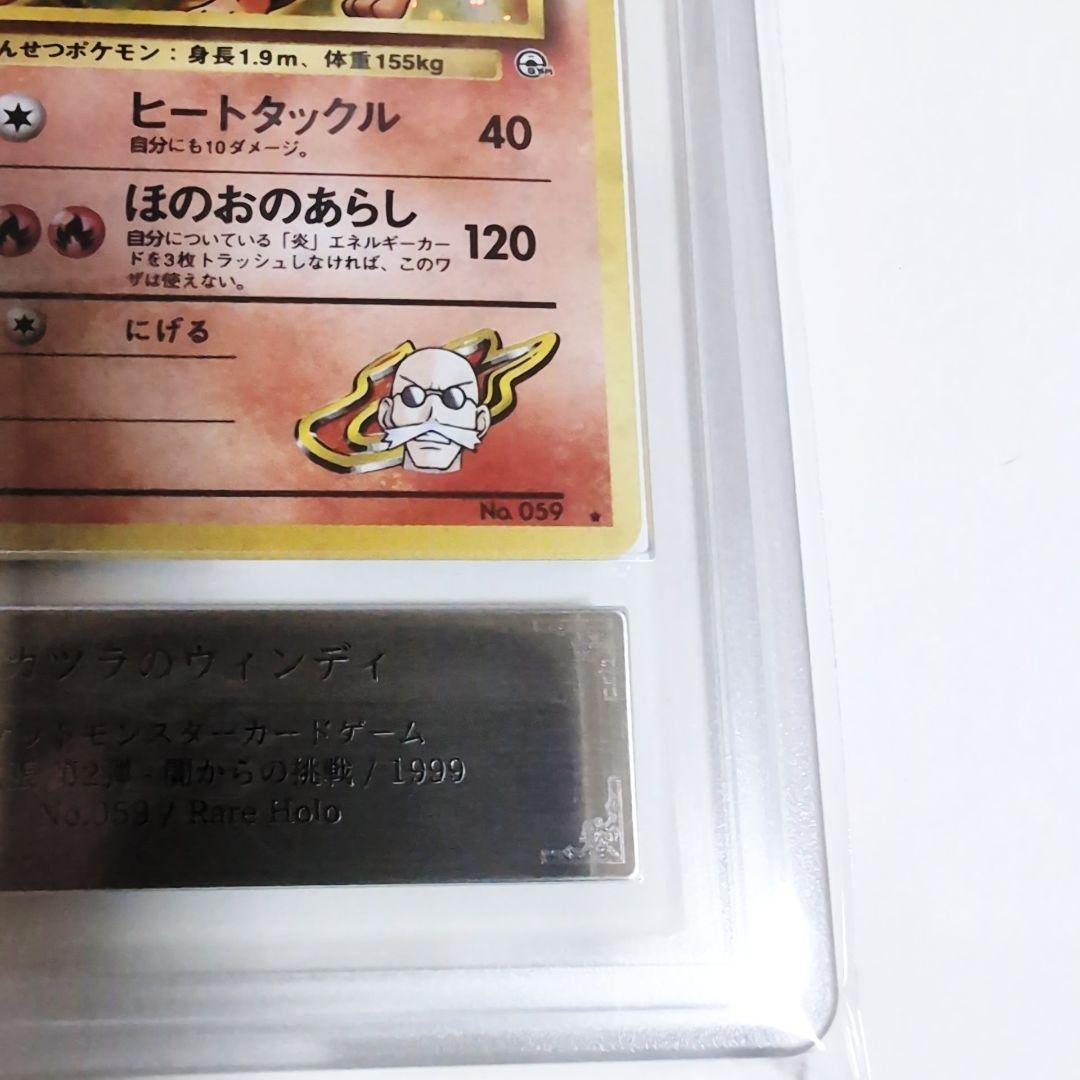 んせつポケモン：身長1.9m、体重155kg
GYM
ヒートタックル 40
自分にも10ダメージ。
ほのおのあらし 120
自分についている「炎」エネルギーカー
ドを3枚トラッシュしなければ、このワ
ザは使えない。
にげる
No. 059 ★
カツラのウィンディ
ケットモンスターカードゲーム
第2弾 - 闇からの挑戦 / 1999
No.059 / Rare Holo